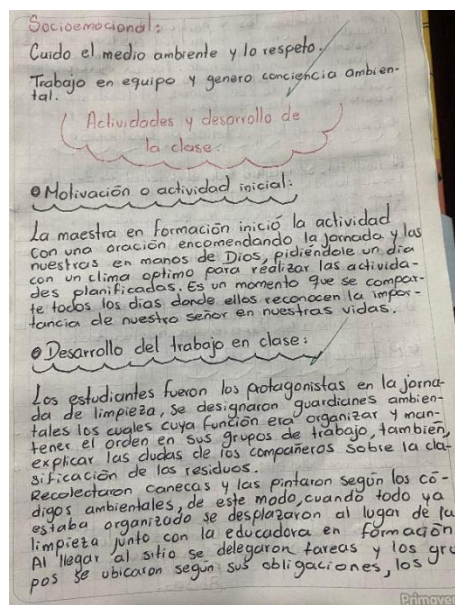 Socioemocional:
Cuido el medio ambiente y lo respeto.
Trabajo en equipo y genero conciencia ambien-
tal.
Actividades y desarrollo de
la clase.
Motivación o actividad inicial:
La maestra en formación inició la actividad
con una oración encomendando la jornada y las
nuestras en manos de Dios, pidiéndole un dia
con un clima optimo para realizar las activida-
des planificadas. Es un momento que se compar-
te todos los dias donde ellos reconocen la impor-
tancia de nuestro señor en nuestras vidas.
Desarrollo del trabajo en clase:
Los estudiantes fueron los protagonistas en la jorna-
da de limpieza, se designaron guardianes ambien-
tales los cuales cuya función era organizar y man-
tener el orden en sus grupos de trabajo, también,
explicar las dudas de los compañeros sobre la cla-
sificación de los residuos.
Recolectaron canecas y las pintaron según los có-
digos ambientales, de este modo, cuando todo ya
estaba organizado se desplazaron al lugar de la
limpieza junto con la educadora en formación
Al llegar al sitio se delegaron tareas y los gru
pos se ubicaron según sus obligaciones, los g
Primaver